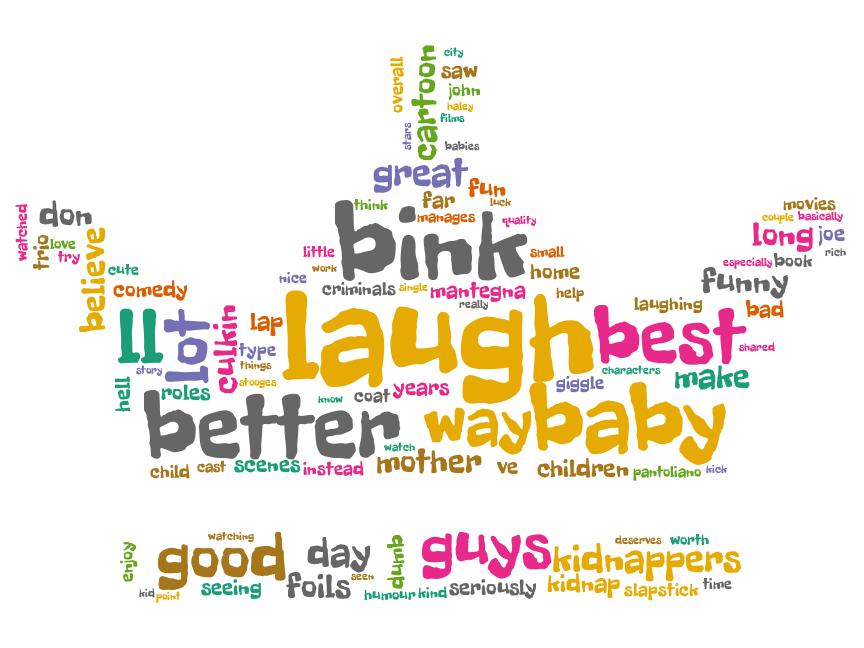 city
overall
cartoon
saw
john
haley
films
stars
babies
great
fun
think
far
luck
manages
quality
bink
watched
don
trio
love
try
believe
cute
comedy
movies
couple basically
long joe
rich
especially book
funny
little
small
work
home
nice
criminals single mantegna
help
really
laughing
bad
ll
lot
culkin
lap
laugh
best
type
things
shared
story
stooges
characters
giggle
make
hell
roles
know
coat years
better
way baby
watch
child cast scenes instead mother ve children pantoliano kick
watching
deserves worth
enjoy
good
day
dumb
guys
kidnappers
seen
seeing
foils
seriously
kidnap
slapstick
time
kid point
humour kind